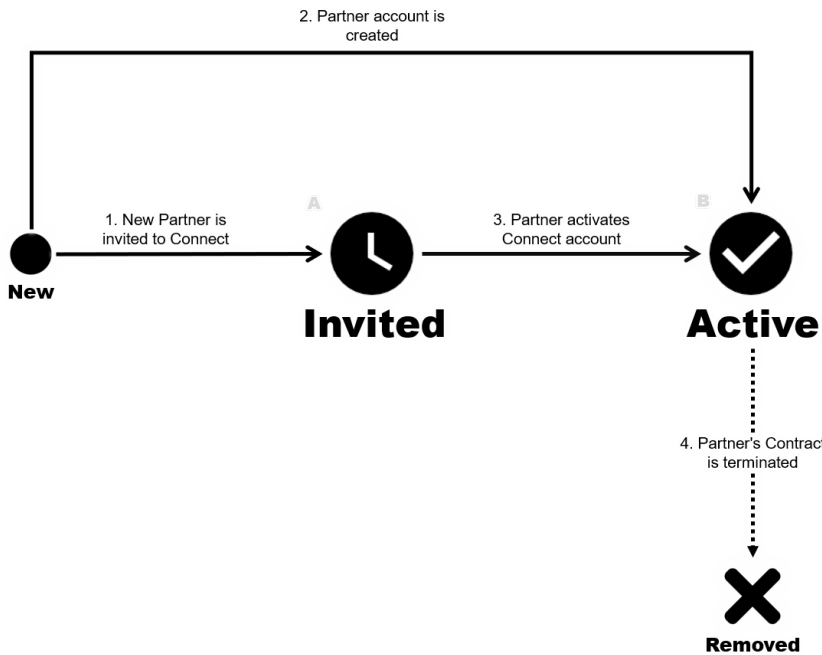 2. Partner account is
created
A
B
1. New Partner is
invited to Connect
3. Partner activates
Connect account
New
Invited
Active
4. Partner's Contract
is terminated
Removed